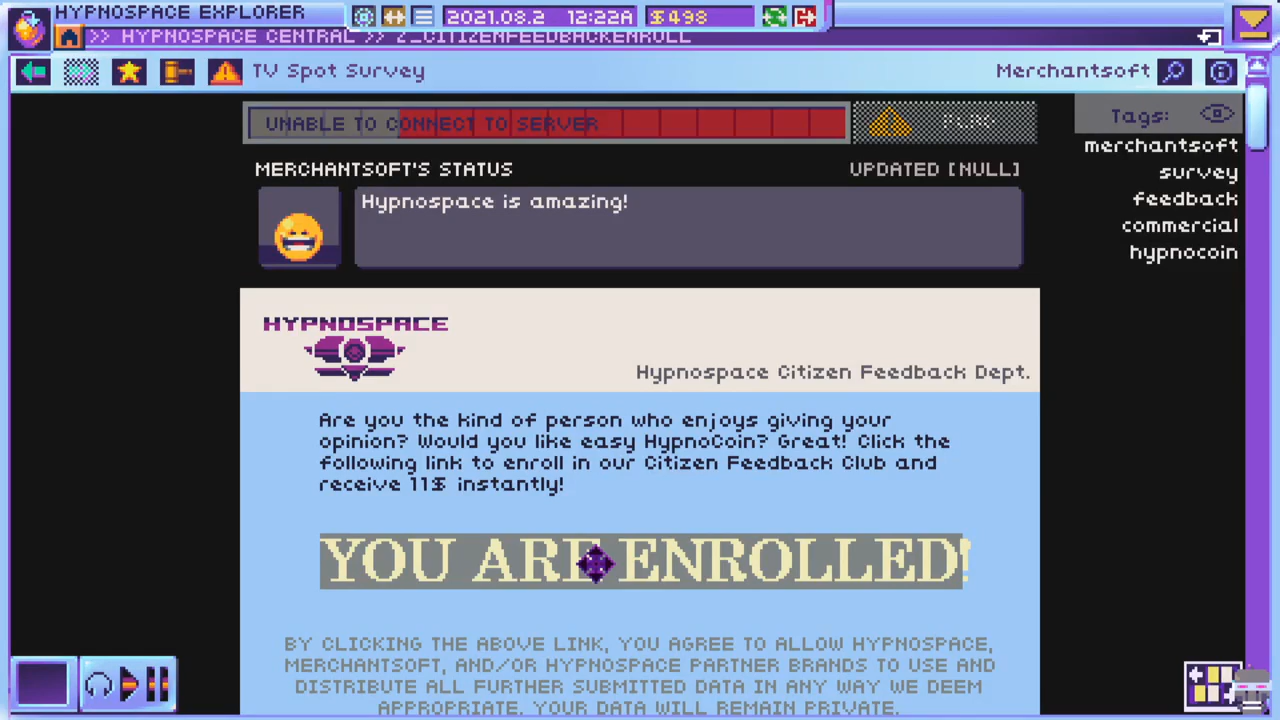 HYPNOSPACE EXPLORER
2021.08.2 12:22A
$498
>> HYPNOSPACE CENTRAL >> Z_CITIZENFEEDBACKENROLL
TV Spot Survey
Merchantsoft
UNABLE TO CONNECT TO SERVER
Tags:
merchantsoft
survey
feedback
commercial
hypnocoin
MERCHANTSOFT'S STATUS
UPDATED [NULL]
Hypnospace is amazing!
HYPNOSPACE
Hypnospace Citizen Feedback Dept.
Are you the kind of person who enjoys giving your
opinion? Would you like easy HypnoCoin? Great! Click the
following link to enroll in our Citizen Feedback Club and
receive 11$ instantly!
YOU ARE ENROLLED!
BY CLICKING THE ABOVE LINK, YOU AGREE TO ALLOW HYPNOSPACE,
MERCHANTSOFT, AND/OR HYPNOSPACE PARTNER BRANDS TO USE AND
DISTRIBUTE ALL FURTHER SUBMITTED DATA IN ANY WAY WE DEEM
APPROPRIATE. YOUR DATA WILL REMAIN PRIVATE.